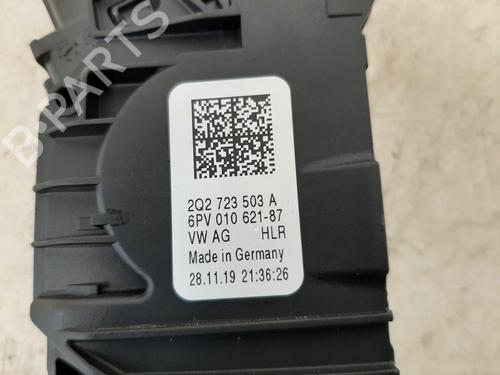 B-PARTS
2Q2 723 503 A
6PV 010 621-87
VW AG HLR
Made in Germany
28.11.19 21:36:26